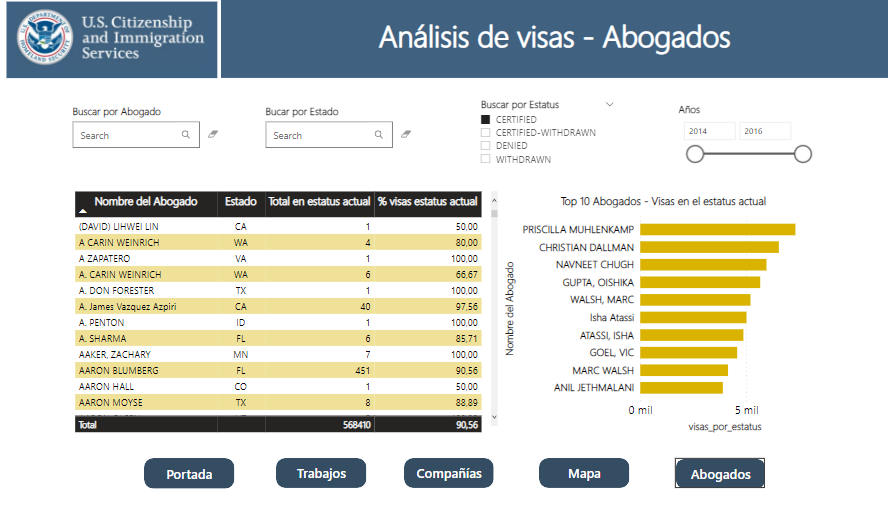 U.S. Citizenship
and Immigration
Services
Análisis de visas - Abogados
Buscar por Abogado
Search
Bucar por Estado
Search
Buscar por Estatus
CERTIFIED
CERTIFIED-WITHDRAWN
DENIED
WITHDRAWN
Años
2014 2016
Nombre del Abogado Estado Total en estatus actual % visas estatus actual
(DAVID) LIHWEI LIN CA 1 50,00
A CARIN WEINRICH WA 4 80,00
A ZAPATERO VA 1 100,00
A. CARIN WEINRICH WA 6 66,67
A. DON FORESTER TX 1 100,00
A. James Vazquez Azpiri CA 40 97,56
A. PENTON ID 1 100,00
A. SHARMA FL 6 85,71
AAKER, ZACHARY MN 7 100,00
AARON BLUMBERG FL 451 90,56
AARON HALL CO 1 50,00
AARON MOYSE TX 8 88,89
Total 568410 90,56
Top 10 Abogados - Visas en el estatus actual
Nombre del Abogado
PRISCILLA MUHLENKAMP
CHRISTIAN DALLMAN
NAVNEET CHUGH
GUPTA, OISHIKA
WALSH, MARC
Isha Atassi
ATASSI, ISHA
GOEL, VIC
MARC WALSH
ANIL JETHMALANI
0 mil 5 mil
visas_por_estatus
Portada
Trabajos
Compañías
Mapa
Abogados